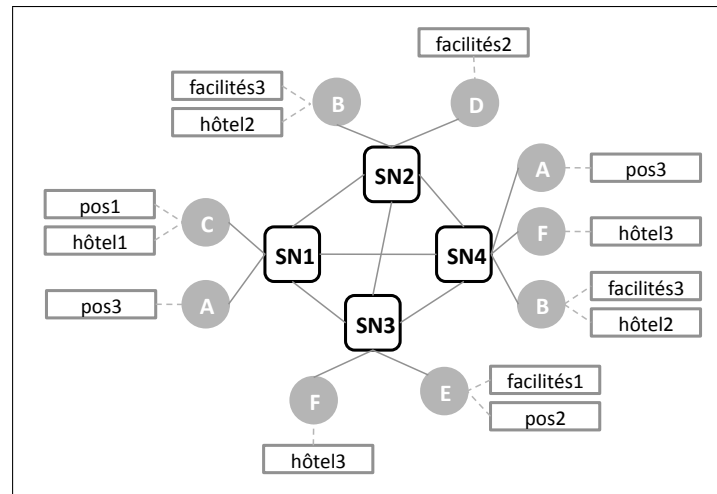 facilités2
facilités3
B
D
hôtel2
SN2
A
pos3
pos1
C
F
hôtel3
hôtel1
SN1
SN4
facilités3
pos3
A
B
hôtel2
SN3
F
E
facilités1
pos2
hôtel3